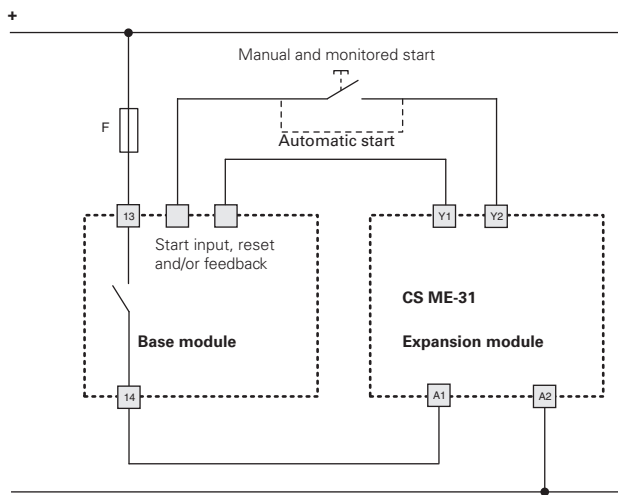 +
Manual and monitored start
F
Automatic start
13
Y1
Y2
Start input, reset
and/or feedback
CS ME-31
Base module
Expansion module
14
A1
A2